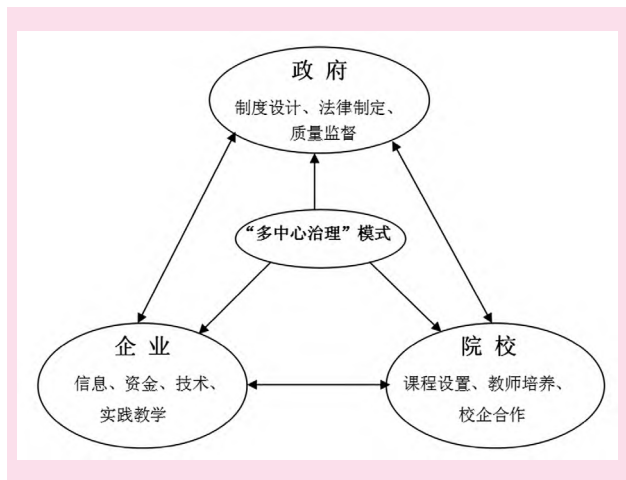 政 府
制度设计、法律制定、
质量监督
“多中心治理”模式
企 业
信息、资金、技术、
实践教学
院 校
课程设置、教师培养、
校企合作